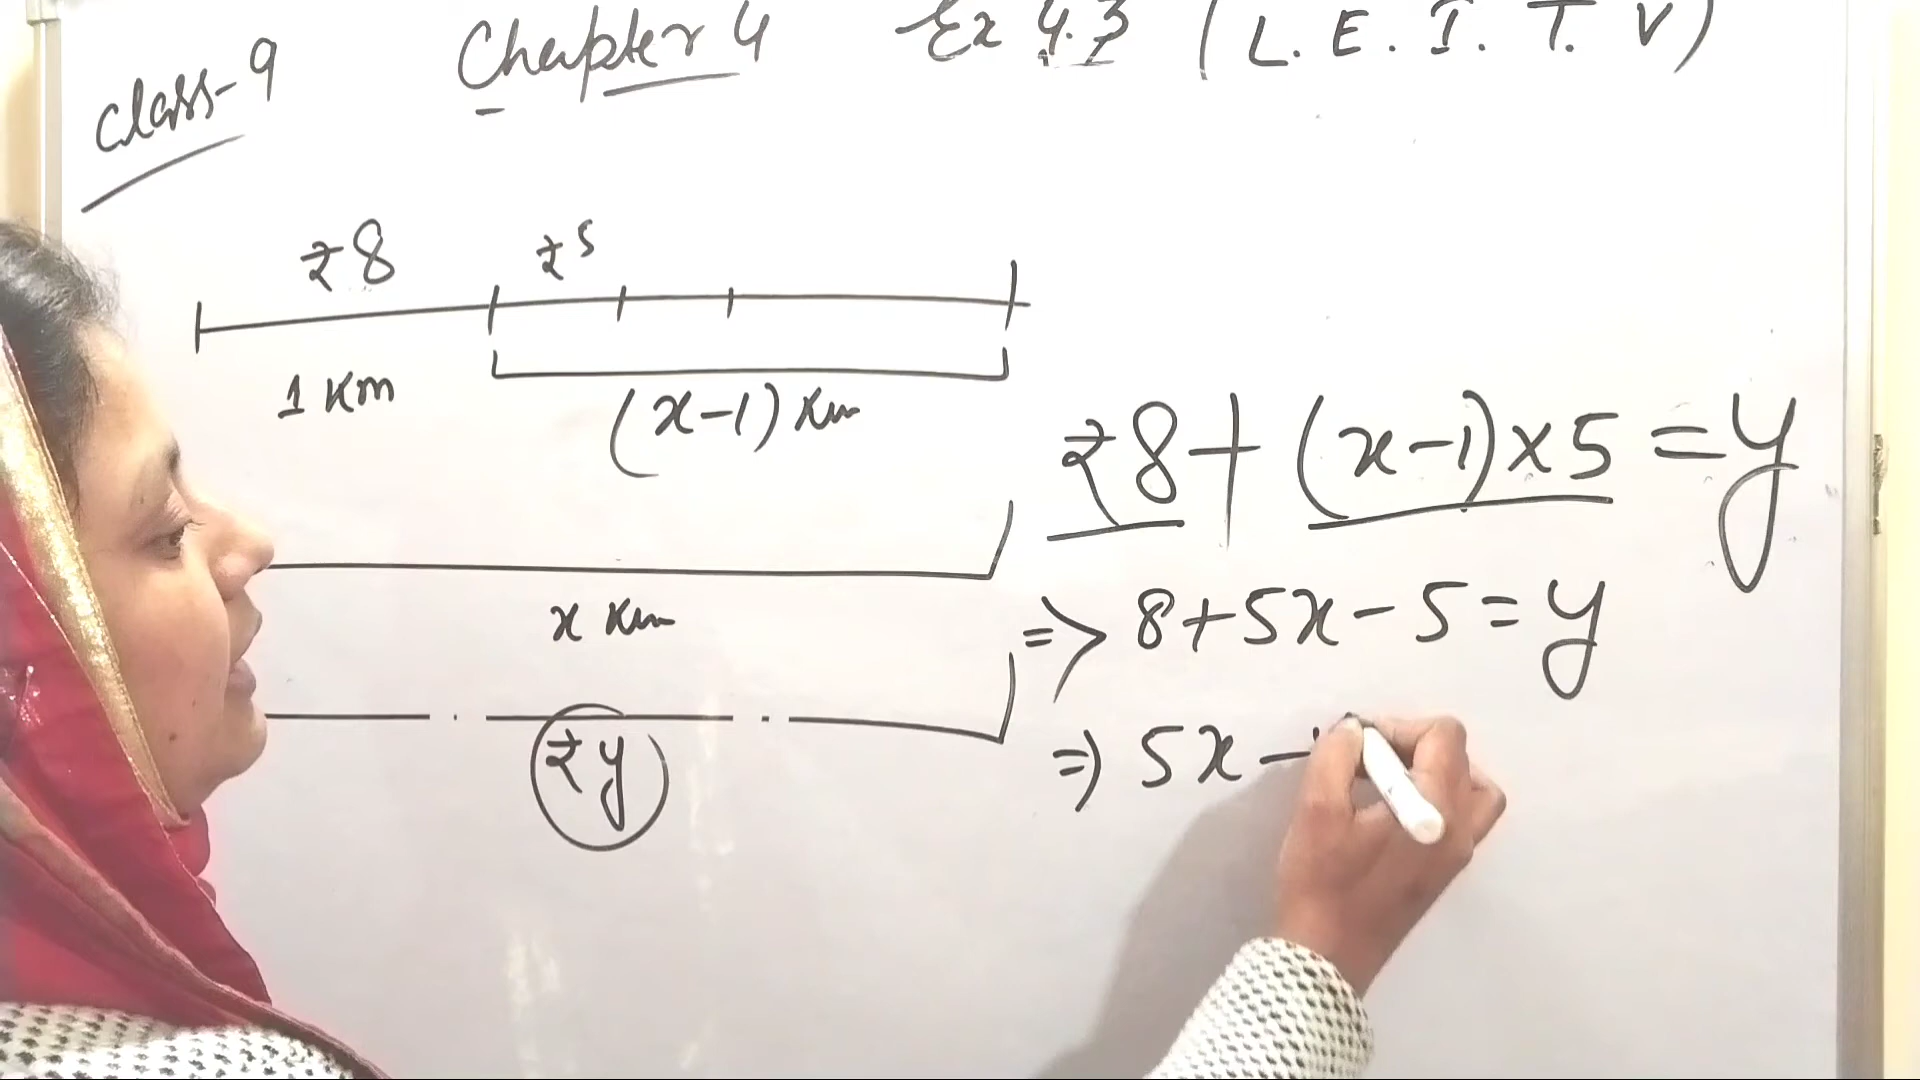 Class-9 Chapter 4 Ex 4.3 (L. E. I. T. V)
₹8 ₹5
1 Km (x-1) Km
₹8 + (x-1)×5 = y
x Km
=> 8+5x-5=y
₹y
=> 5x-